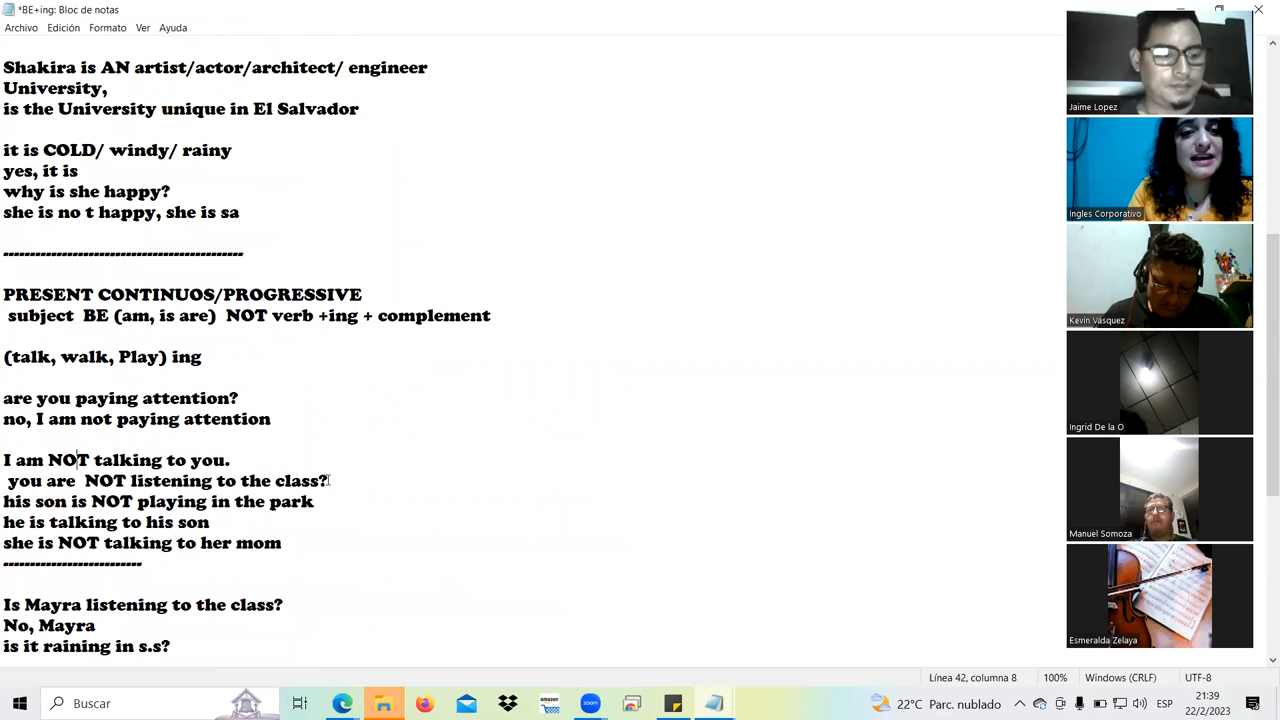 *BE+ing: Bloc de notas
Archivo Edición Formato Ver Ayuda
Shakira is AN artist/actor/architect/ engineer
University,
is the University unique in El Salvador
it is COLD/ windy/ rainy
yes, it is
why is she happy?
she is no t happy, she is sa
---------------------------------------------
PRESENT CONTINUOS/PROGRESSIVE
subject BE (am, is are) NOT verb +ing + complement
(talk, walk, Play) ing
are you paying attention?
no, I am not paying attention
I am NOT talking to you.
you are NOT listening to the class?
his son is NOT playing in the park
he is talking to his son
she is NOT talking to her mom
--------------------------
Is Mayra listening to the class?
No, Mayra
is it raining in s.s?
Jaime Lopez
Ingles Corporativo
Kevin Vásquez
Ingrid De la O
Manuel Somoza
Esmeralda Zelaya
Línea 42, columna 8 100% Windows (CRLF) UTF-8
Buscar
amazon
zoom
22°C Parc. nublado
ESP
21:39
22/2/2023